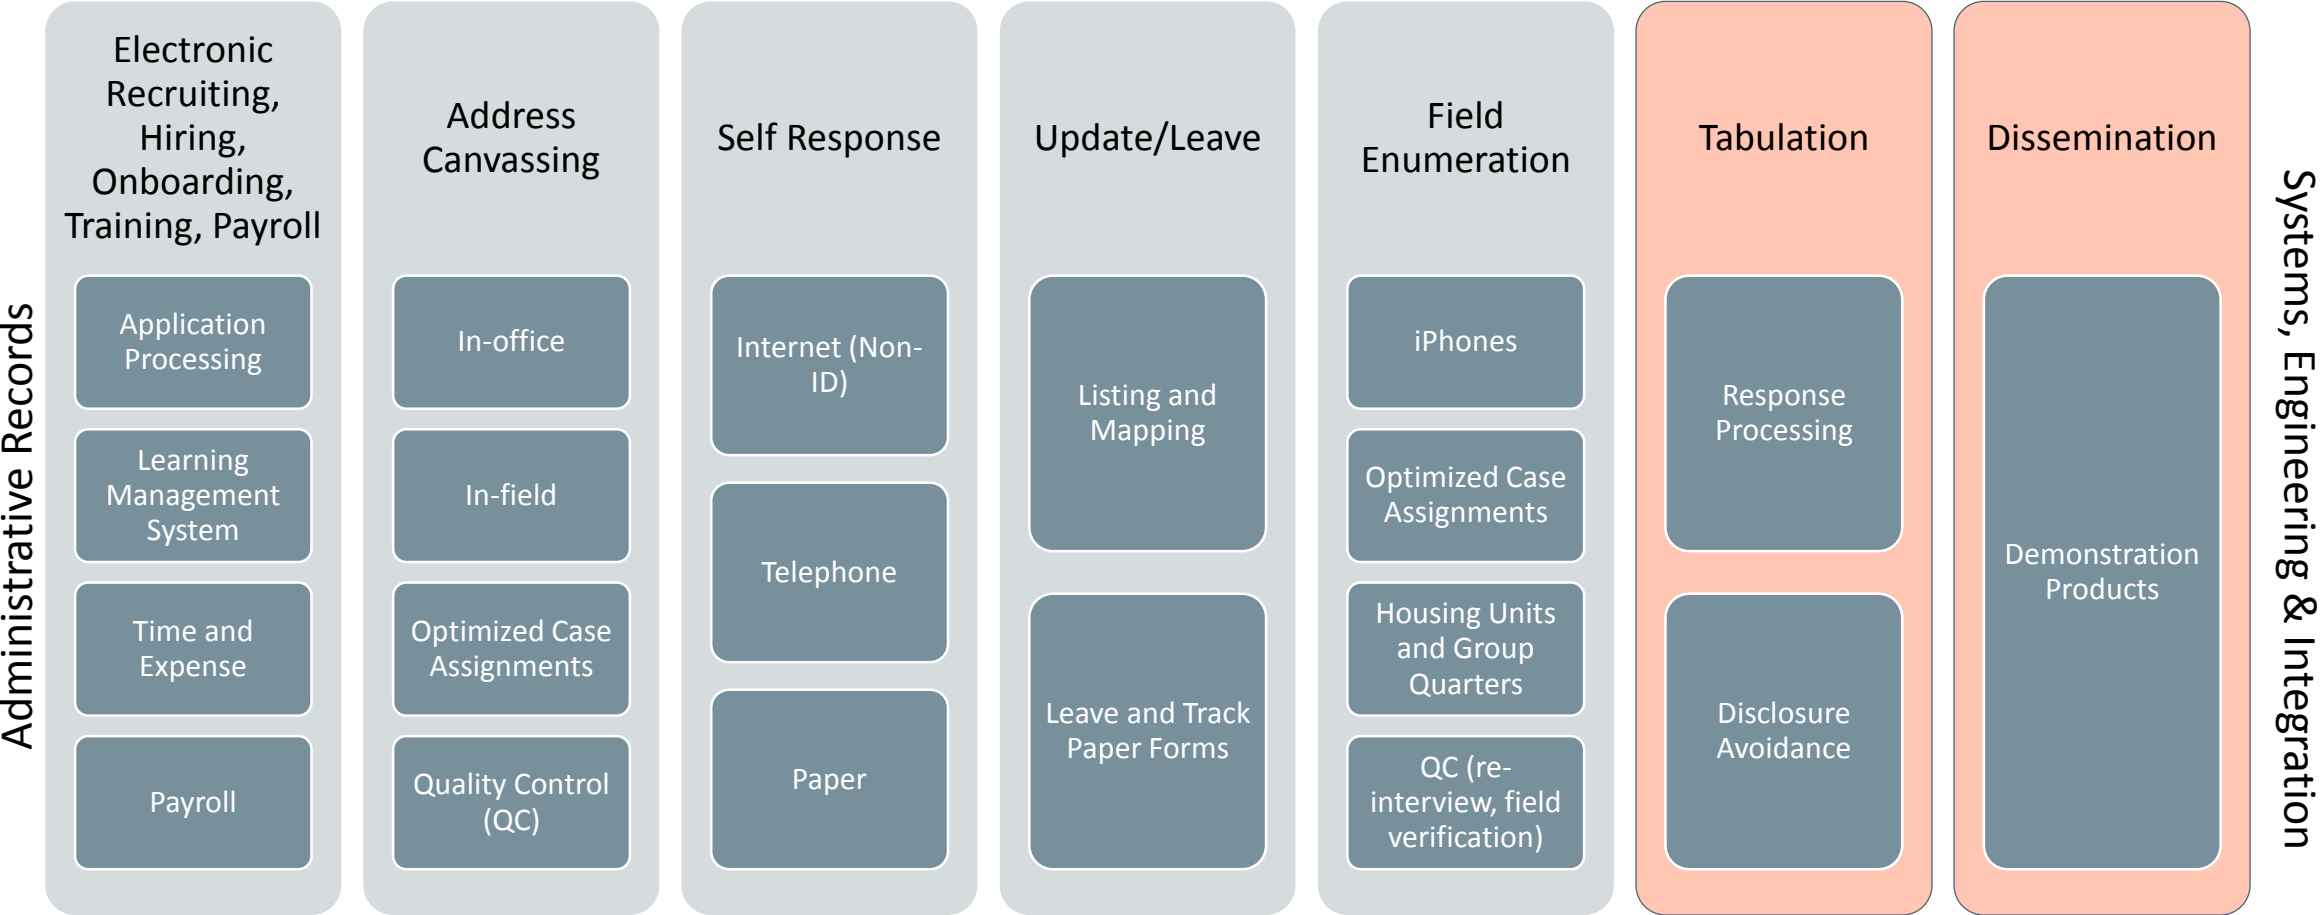 Administrative Records
Electronic
Recruiting,
Hiring,
Onboarding,
Training, Payroll
Application
Processing
Learning
Management
System
Time and
Expense
Payroll
Address
Canvassing
In-office
In-field
Optimized Case
Assignments
Quality Control
(QC)
Self Response
Internet (Non-
ID)
Telephone
Paper
Update/Leave
Listing and
Mapping
Leave and Track
Paper Forms
Field
Enumeration
iPhones
Optimized Case
Assignments
Housing Units
and Group
Quarters
QC (re-
interview, field
verification)
Tabulation
Response
Processing
Disclosure
Avoidance
Dissemination
Demonstration
Products
Systems, Engineering & Integration